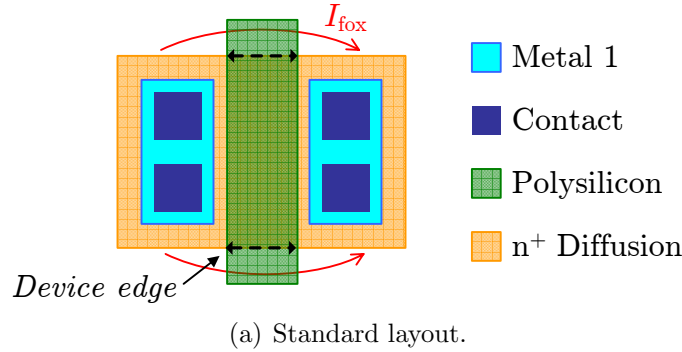 I_fox
Metal 1
Contact
Polysilicon
n⁺ Diffusion
Device edge
(a) Standard layout.